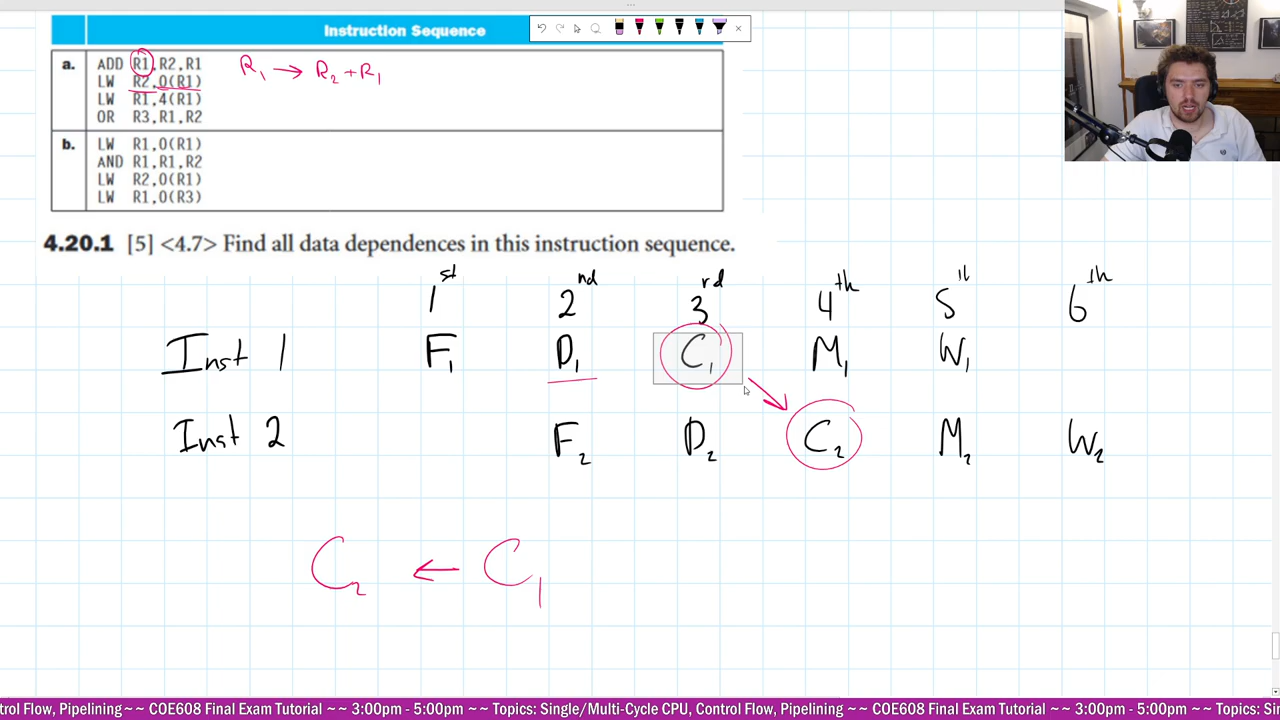 Instruction Sequence
a. ADD R1,R2,R1 R1 → R2 + R1
LW R2,0(R1)
LW R1,4(R1)
OR R3,R1,R2
b. LW R1,0(R1)
AND R1,R1,R2
LW R2,0(R1)
LW R1,0(R3)
4.20.1 [5] <4.7> Find all data dependences in this instruction sequence.
1st 2nd 3rd 4th 5th 6th
Inst 1 F1 D1 C1 M1 W1
Inst 2 F2 D2 C2 M2 W2
C2 ← C1
ntrol Flow, Pipelining ~~ COE608 Final Exam Tutorial ~~ 3:00pm - 5:00pm ~~ Topics: Single/Multi-Cycle CPU, Control Flow, Pipelining ~~ COE608 Final Exam Tutorial ~~ 3:00pm - 5:00pm ~~ Topics: Si